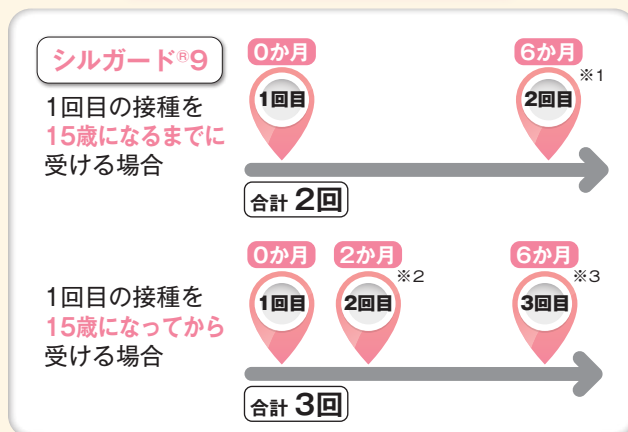 シルガード®9
1回目の接種を
15歳になるまでに
受ける場合
0か月
6か月
1回目
2回目
※1
合計 2回
1回目の接種を
15歳になってから
受ける場合
0か月
2か月
6か月
1回目
2回目
※2
3回目
※3
合計 3回